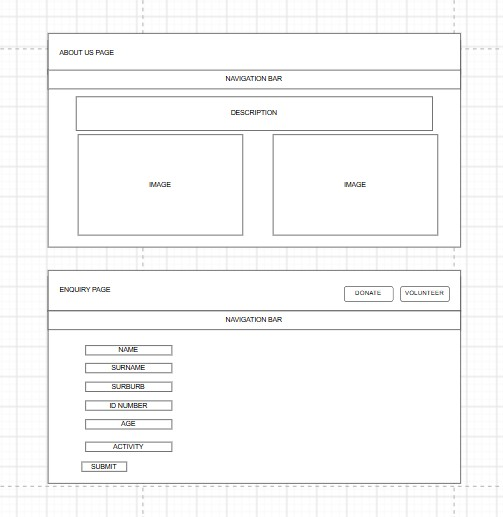 ABOUT US PAGE
NAVIGATION BAR
DESCRIPTION
IMAGE IMAGE
ENQUIRY PAGE DONATE VOLUNTEER
NAVIGATION BAR
NAME
SURNAME
SURBURB
ID NUMBER
AGE
ACTIVITY
SUBMIT